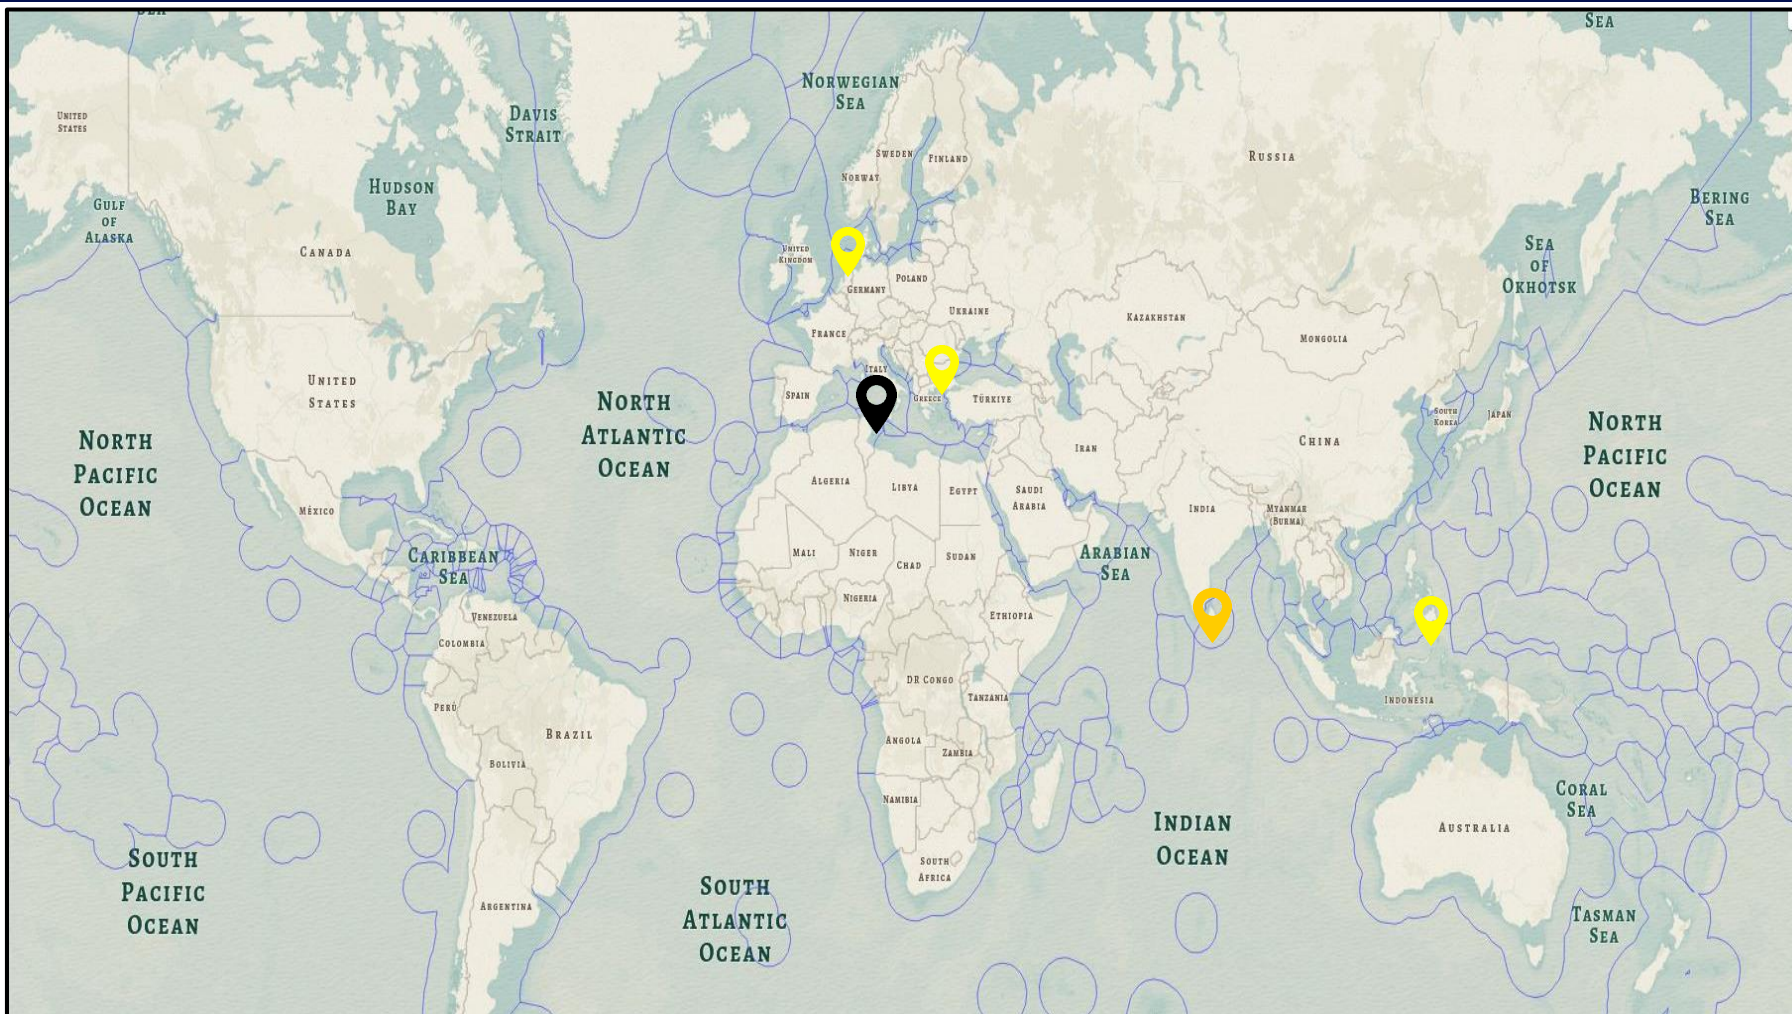 SEA
SEA
NORWEGIAN
SEA
DAVIS
STRAIT
UNITED
STATES
SWEDEN
FINLAND
NORWAY
RUSSIA
HUDSON
BAY
BERING
SEA
GULF
OF
ALASKA
CANADA
UNITED
KINGDOM
SEA
OF
OKHOTSK
POLAND
GERMANY
UKRAINE
KAZAKHSTAN
FRANCE
MONGOLIA
ITALY
UNITED
STATES
SPAIN
GREECE
TÜRKIYE
NORTH
ATLANTIC
OCEAN
SOUTH
KOREA
JAPAN
NORTH
PACIFIC
OCEAN
NORTH
PACIFIC
OCEAN
IRAN
CHINA
ALGERIA
LIBYA
EGYPT
SAUDI
ARABIA
MÉXICO
INDIA
MYANMAR
(BURMA)
CARIBBEAN
SEA
MALI
NIGER
CHAD
SUDAN
ARABIAN
SEA
NIGERIA
ETHIOPIA
VENEZUELA
COLOMBIA
DR CONGO
TANZANIA
INDONESIA
PERÚ
BRAZIL
ANGOLA
ZAMBIA
BOLIVIA
NAMIBIA
CORAL
SEA
INDIAN
OCEAN
AUSTRALIA
SOUTH
PACIFIC
OCEAN
SOUTH
AFRICA
SOUTH
ATLANTIC
OCEAN
ARGENTINA
TASMAN
SEA